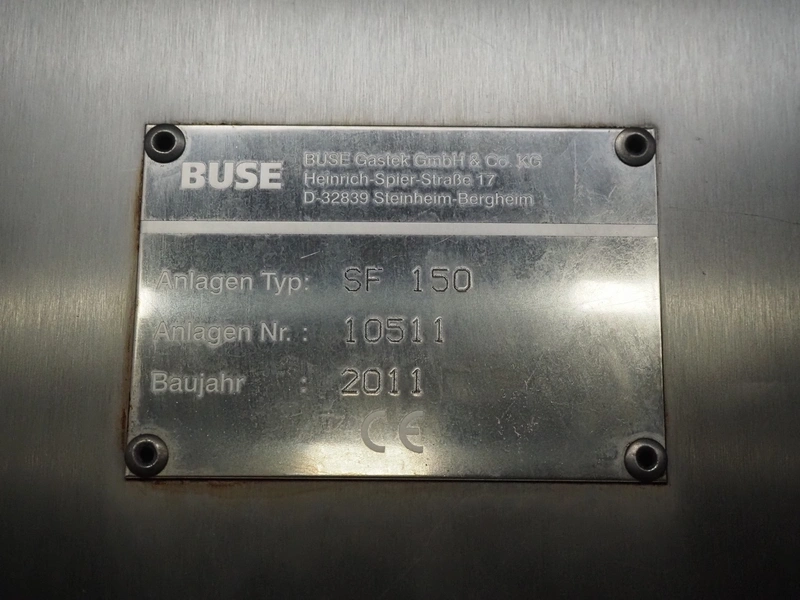 BUSE
BUSE Gastek GmbH & Co. KG
Heinrich-Spier-Straße 17
D-32839 Steinheim-Bergheim
Anlagen Typ: SF 150
Anlagen Nr. : 10511
Baujahr : 2011
CE